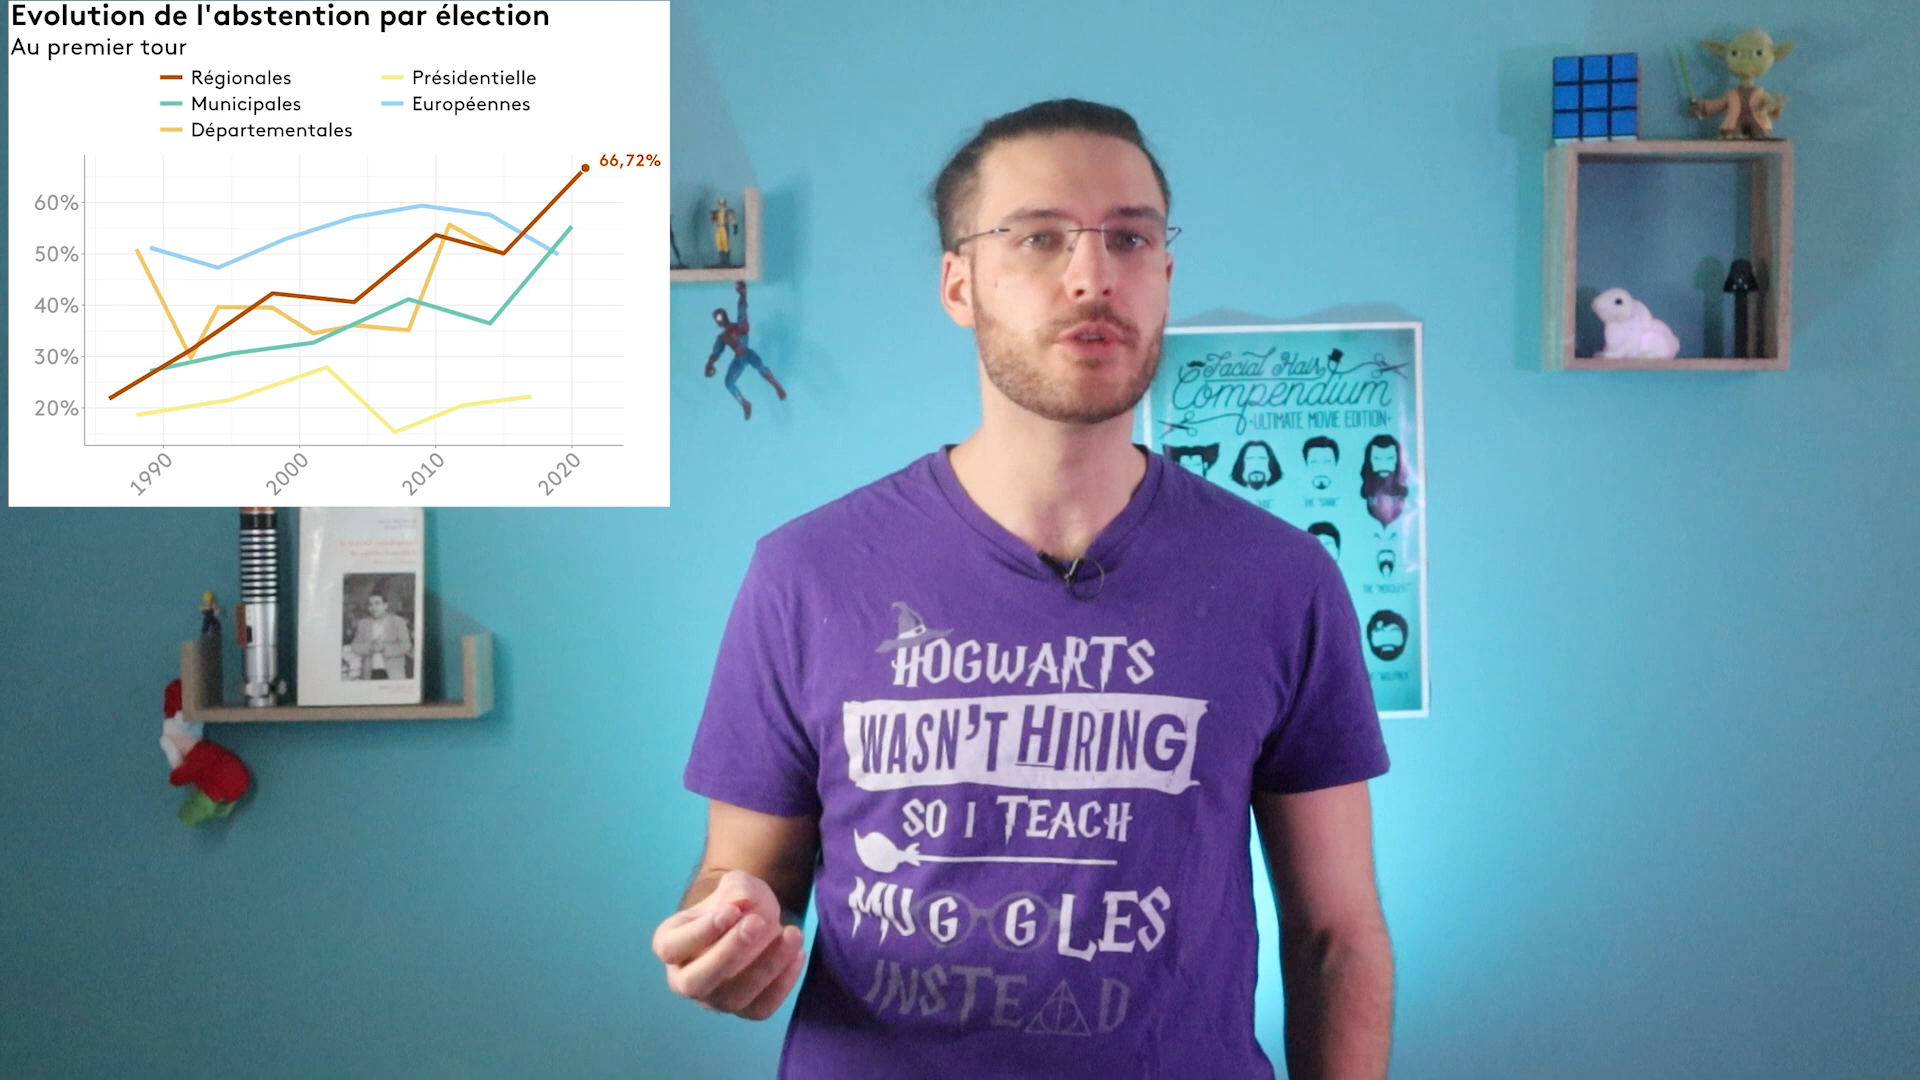 Evolution de l'abstention par élection
Au premier tour
Régionales
Municipales
Départementales
Présidentielle
Européennes
66,72%
60%
50%
40%
30%
20%
1990
2000
2010
2020
Facial Hair
Compendium
•ULTIMATE MOVIE EDITION•
HOGWARTS
WASN'T HIRING
SO I TEACH
MUGGLES
INSTEAD